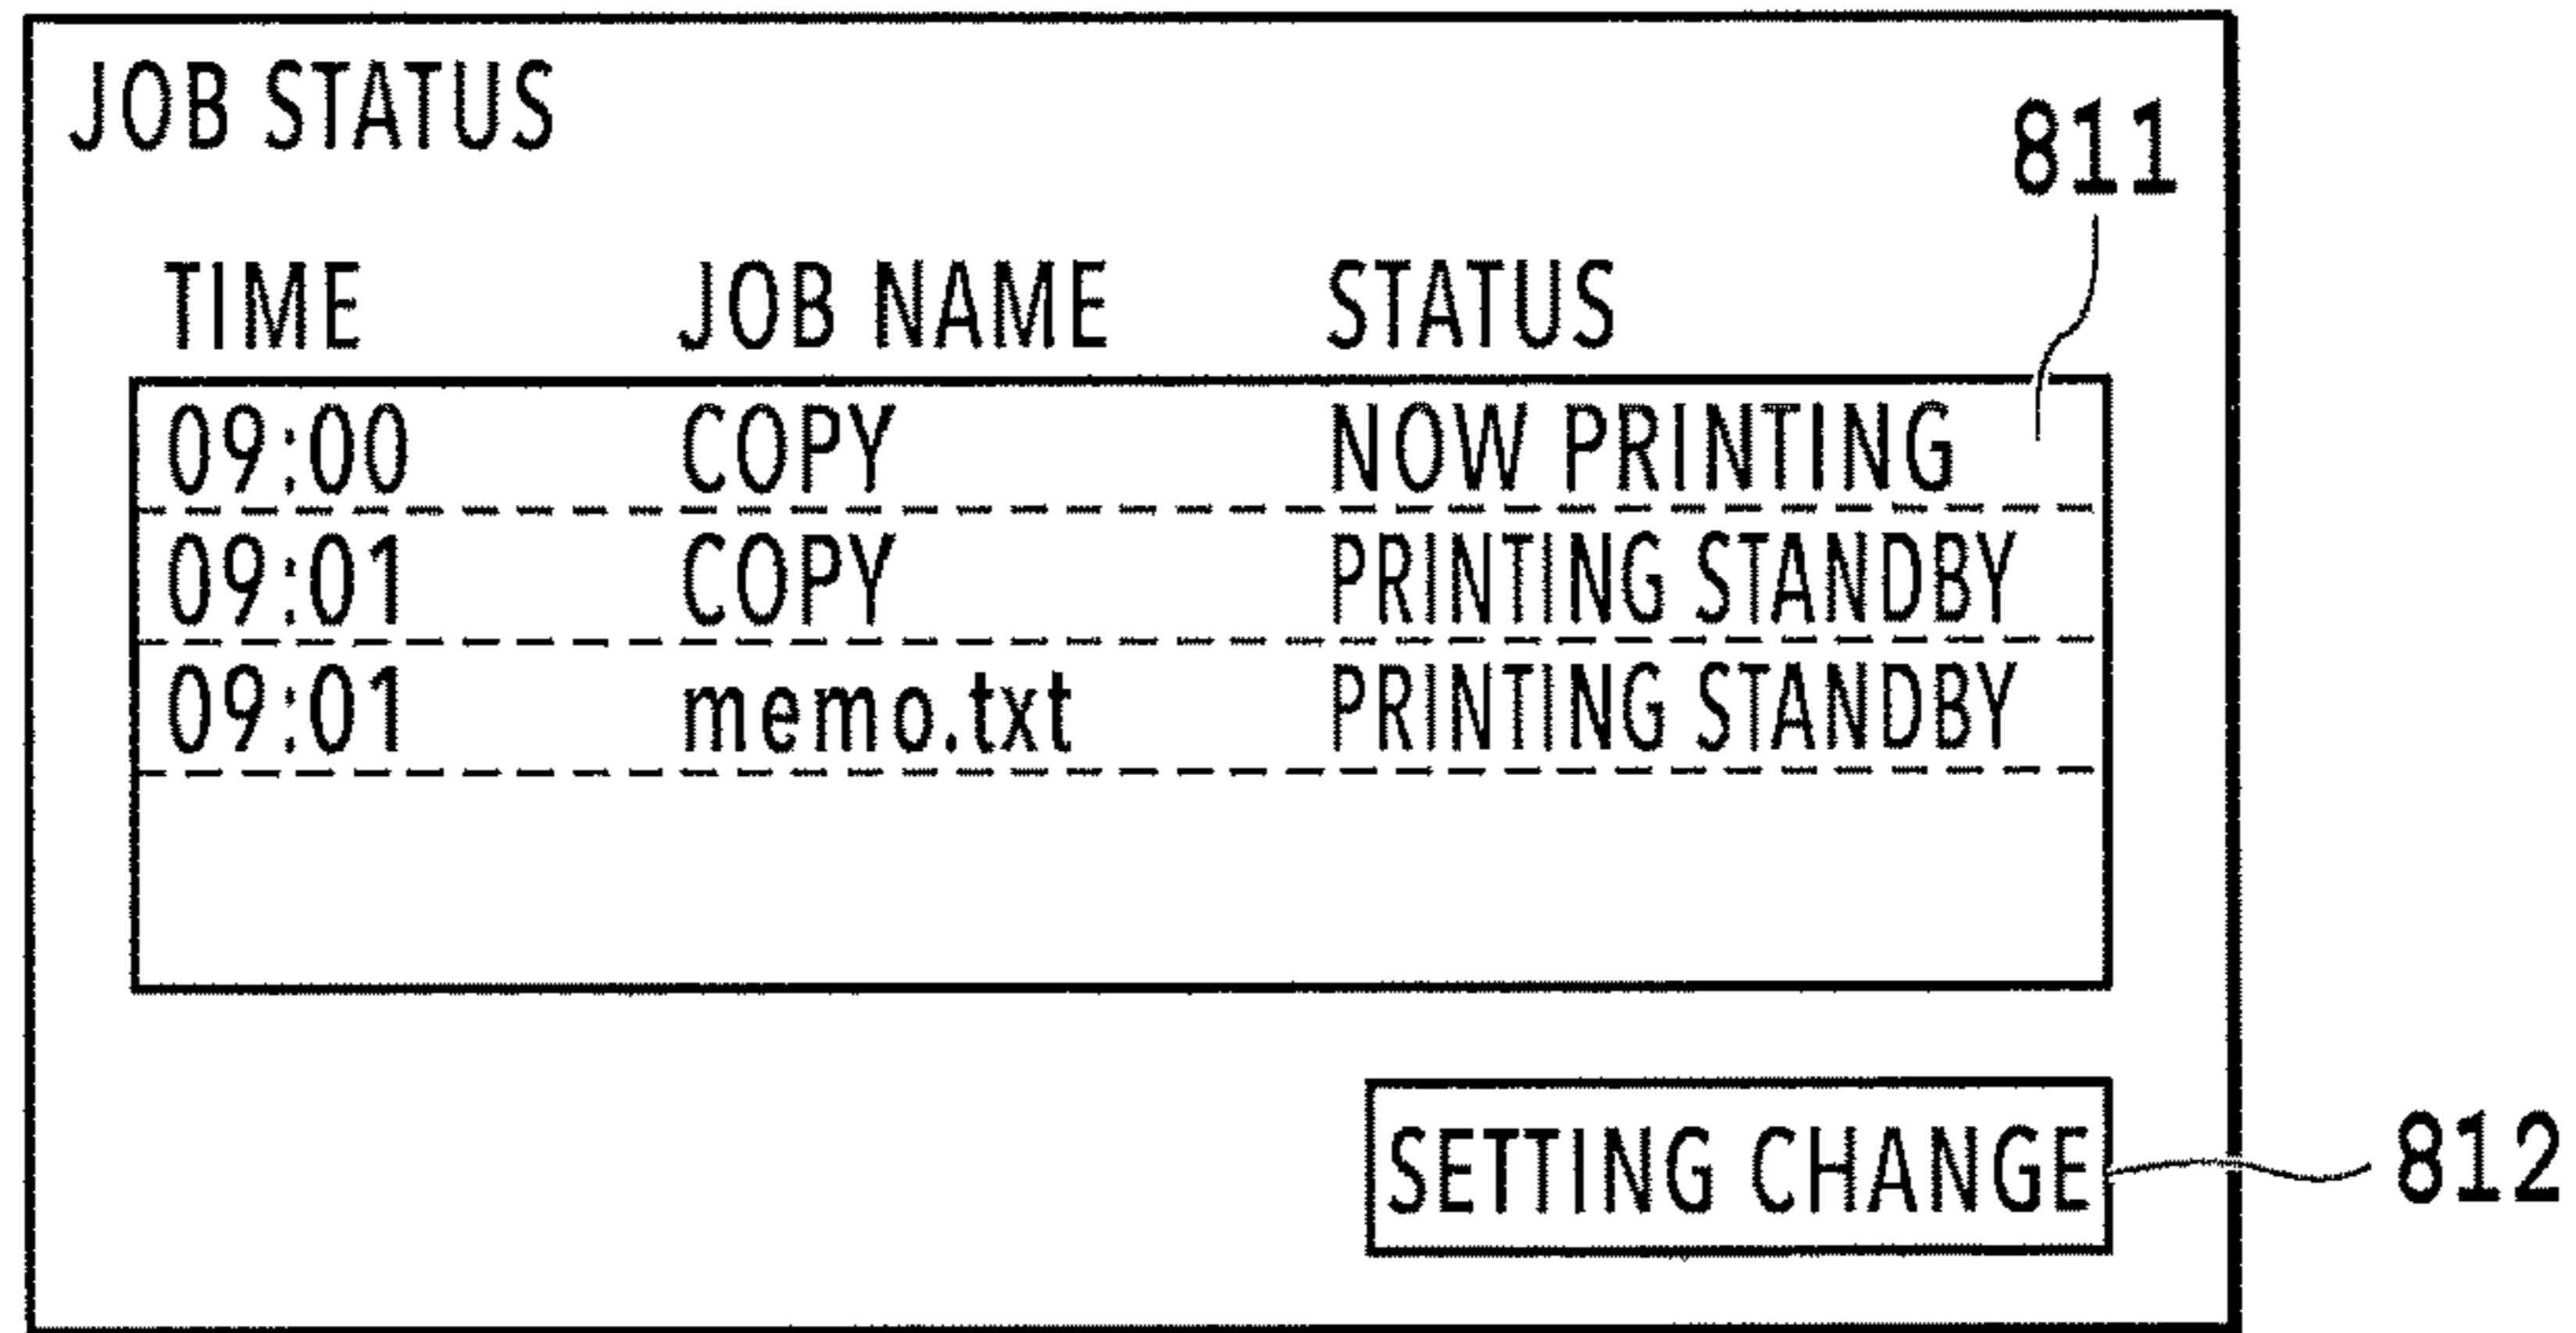 JOB STATUS
811
TIME JOB NAME STATUS
09:00 COPY NOW PRINTING
09:01 COPY PRINTING STANDBY
09:01 memo.txt PRINTING STANDBY
SETTING CHANGE 812